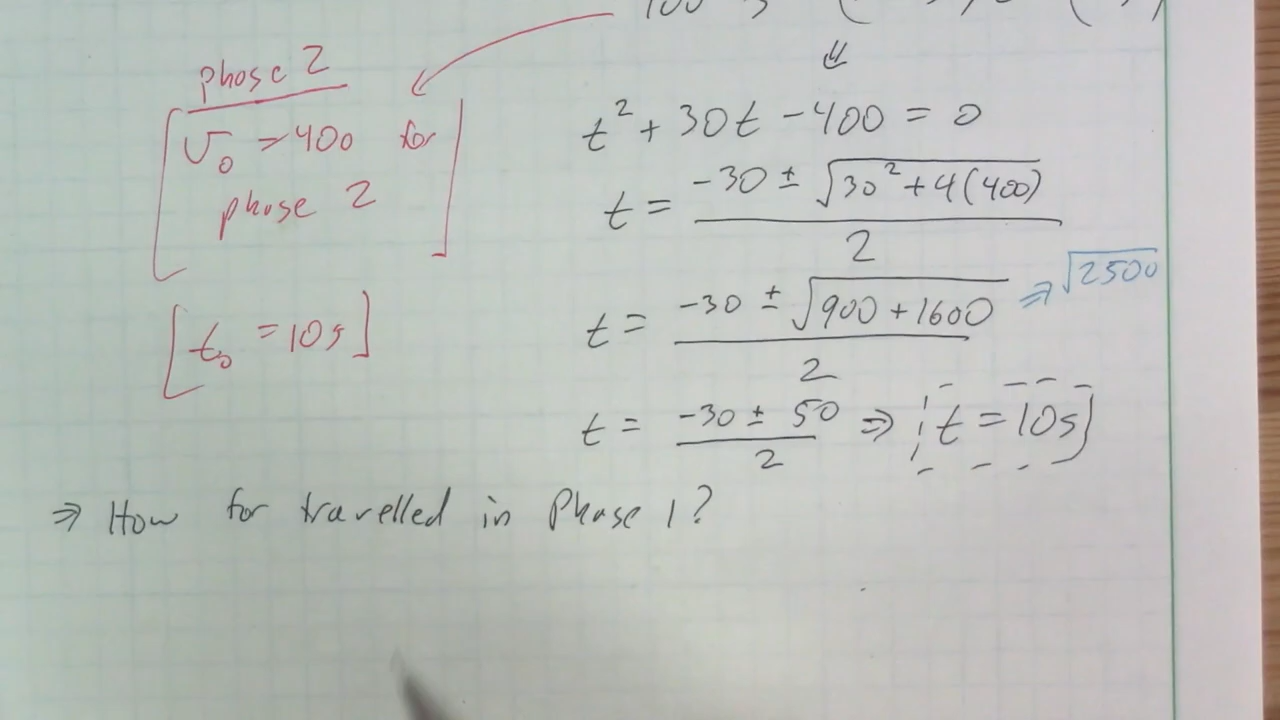 phase 2
v₀ = 400 for
phase 2
[t₀ = 10s]
t² + 30t - 400 = 0
t = (-30 ± √(30² + 4(400))) / 2
t = (-30 ± √(900 + 1600)) / 2 ⇒ √2500
t = (-30 ± 50) / 2 ⇒ t = 10s
⇒ How far travelled in Phase 1?